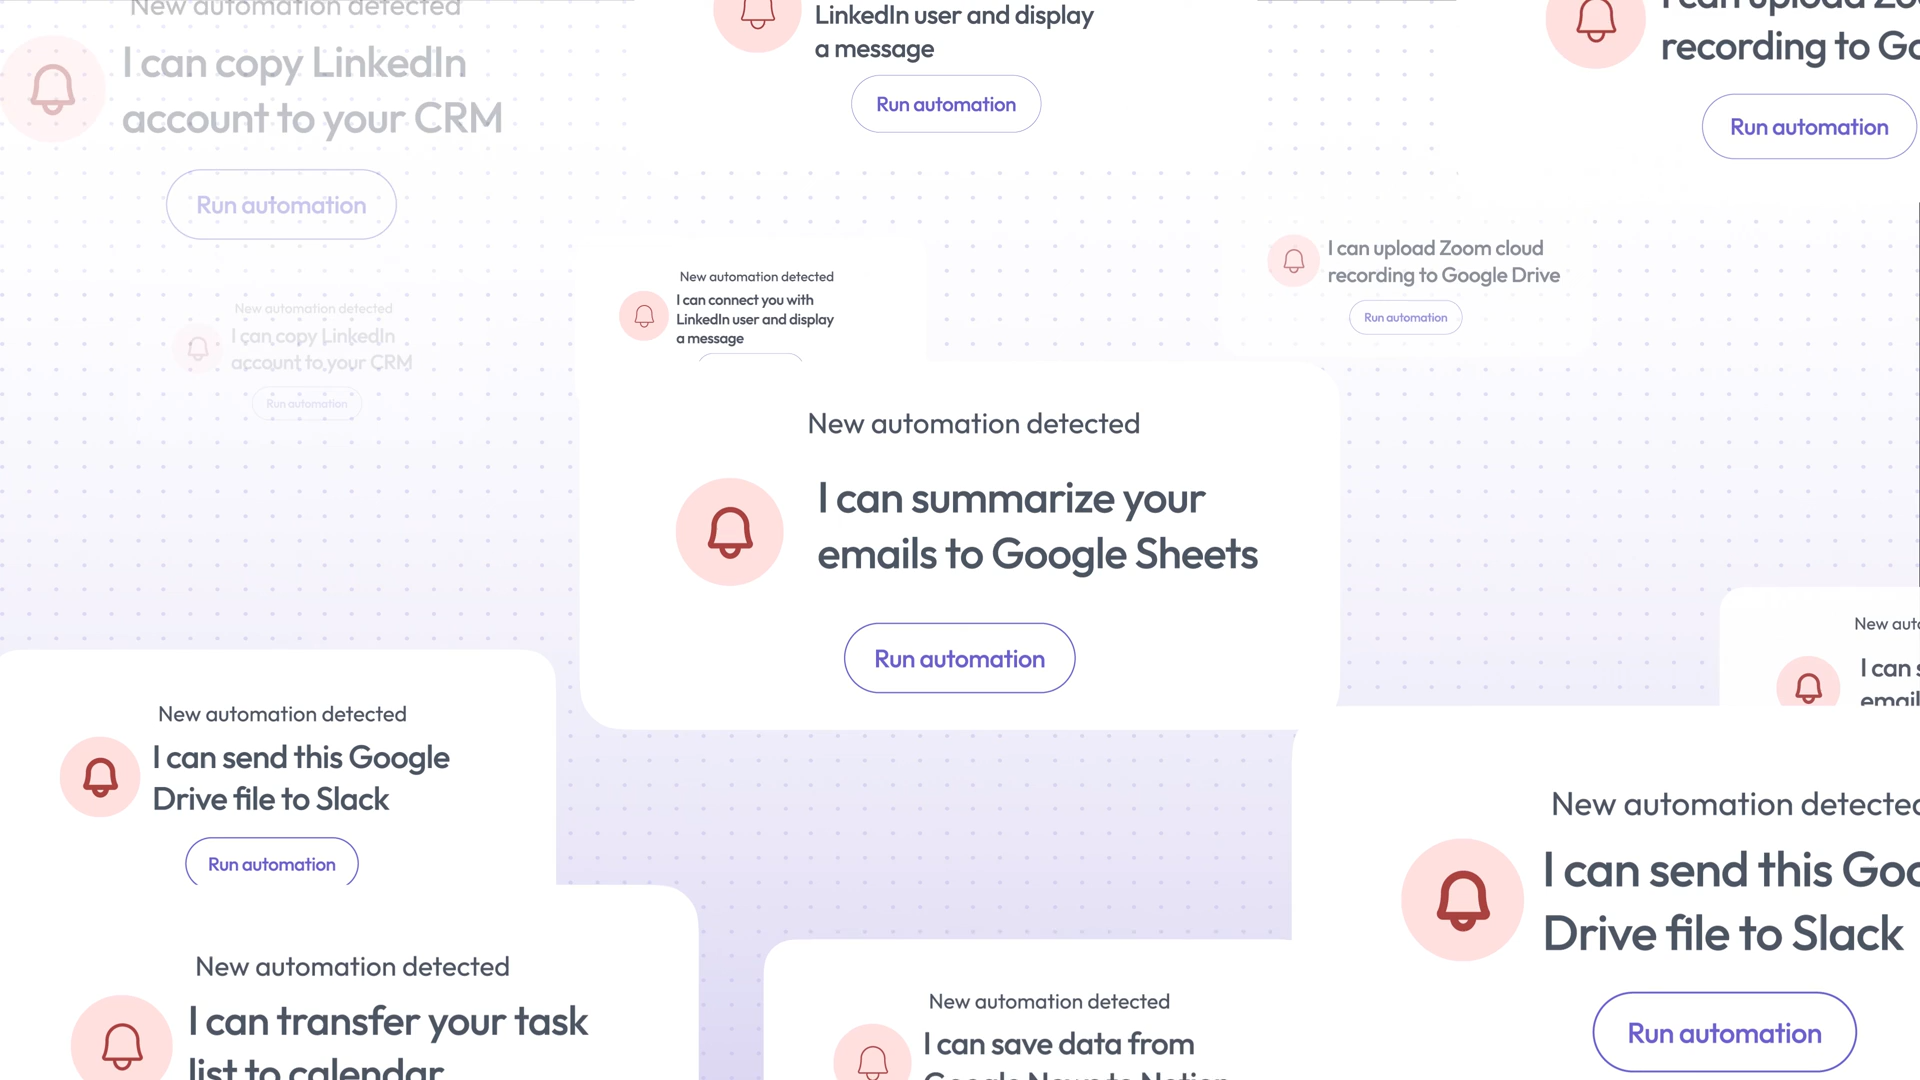 New automation detected
I can copy LinkedIn
account to your CRM
Run automation
LinkedIn user and display
a message
Run automation
recording to Go
Run automation
New automation detected
I can connect you with
LinkedIn user and display
a message
I can upload Zoom cloud
recording to Google Drive
Run automation
New automation detected
I can copy LinkedIn
account to your CRM
Run automation
New automation detected
I can summarize your
emails to Google Sheets
Run automation
New auto
I can s
email
New automation detected
I can send this Google
Drive file to Slack
Run automation
New automation detected
I can send this Goo
Drive file to Slack
Run automation
New automation detected
I can transfer your task
list to calendar
New automation detected
I can save data from
Google News to Notion